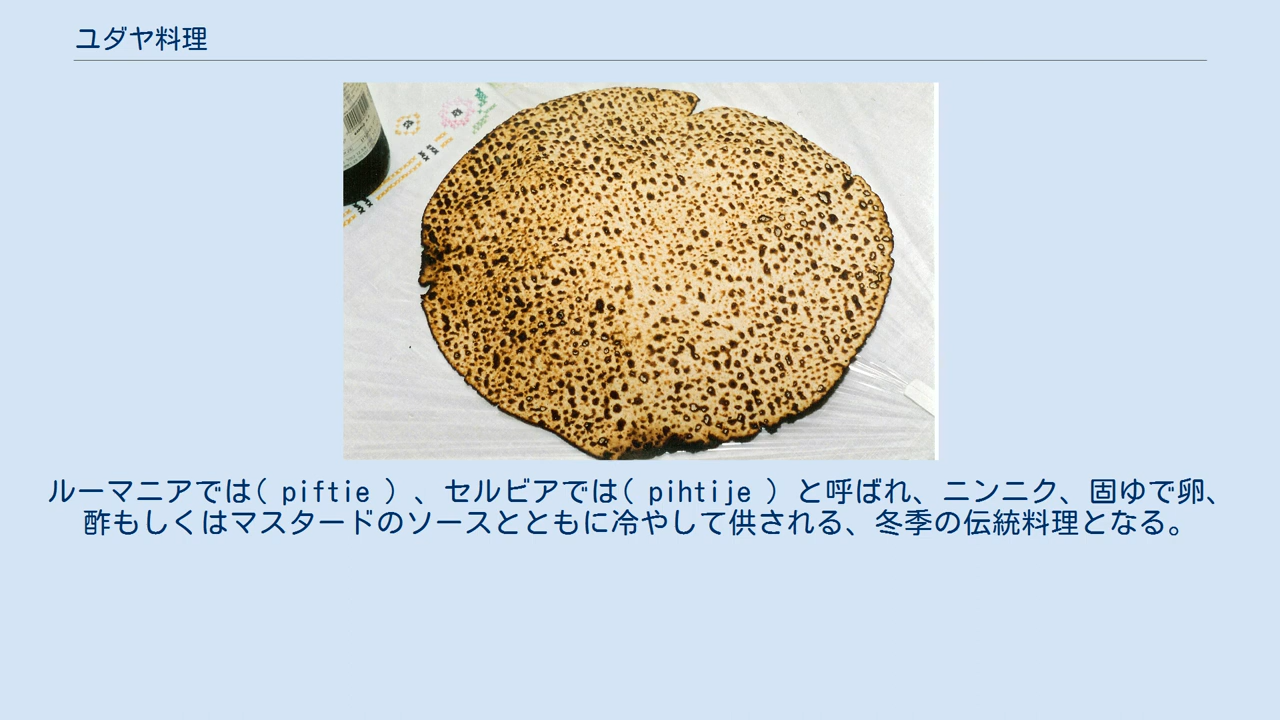 ユダヤ料理
ルーマニアでは( piftie ) 、セルビアでは( pihtije ) と呼ばれ、ニンニク、固ゆで卵、
酢もしくはマスタードのソースとともに冷やして供される、冬季の伝統料理となる。